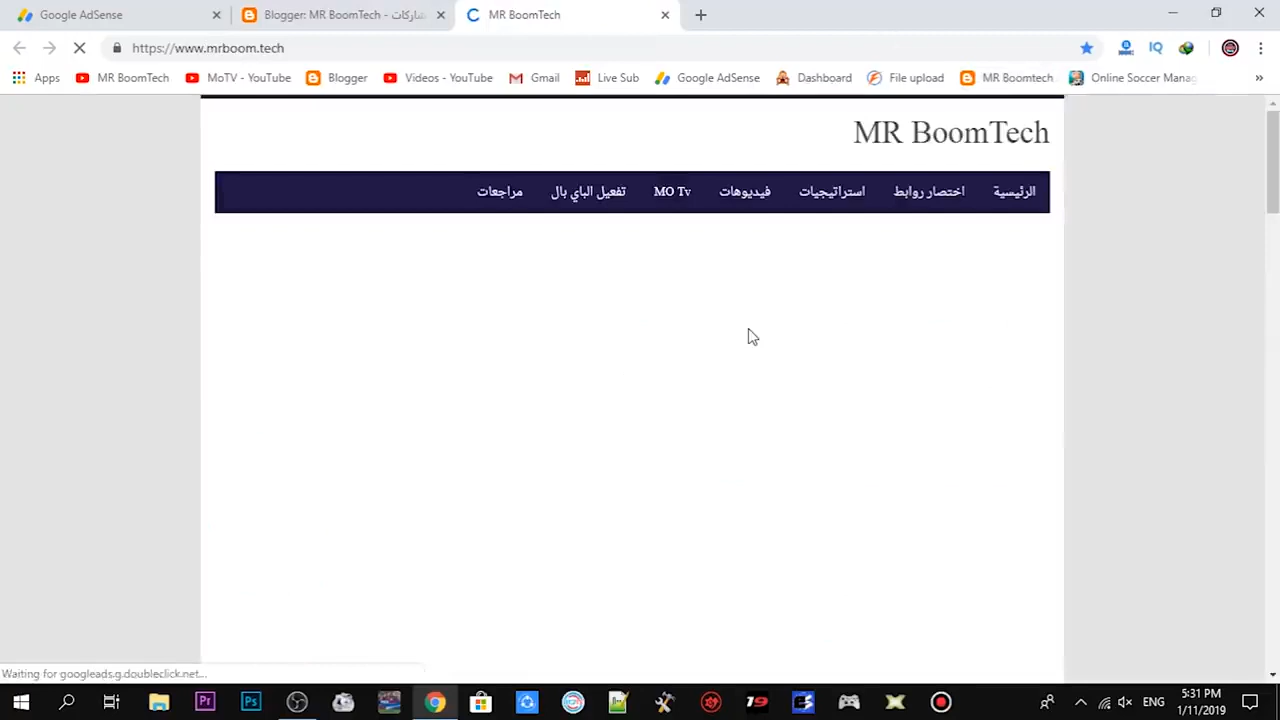 Google AdSense
Blogger: MR BoomTech -
MR BoomTech
https://www.mrboom.tech
Apps
MR BoomTech
MoTV - YouTube
Blogger
Videos - YouTube
Gmail
Live Sub
Google AdSense
Dashboard
File upload
MR Boomtech
Online Soccer Manag
MR BoomTech
الرئيسية
اختصار روابط
استراتيجيات
فيديوهات
MO Tv
تفعيل الباي بال
مراجعات
Waiting for googleads.g.doubleclick.net...
ENG
5:31 PM
1/11/2019